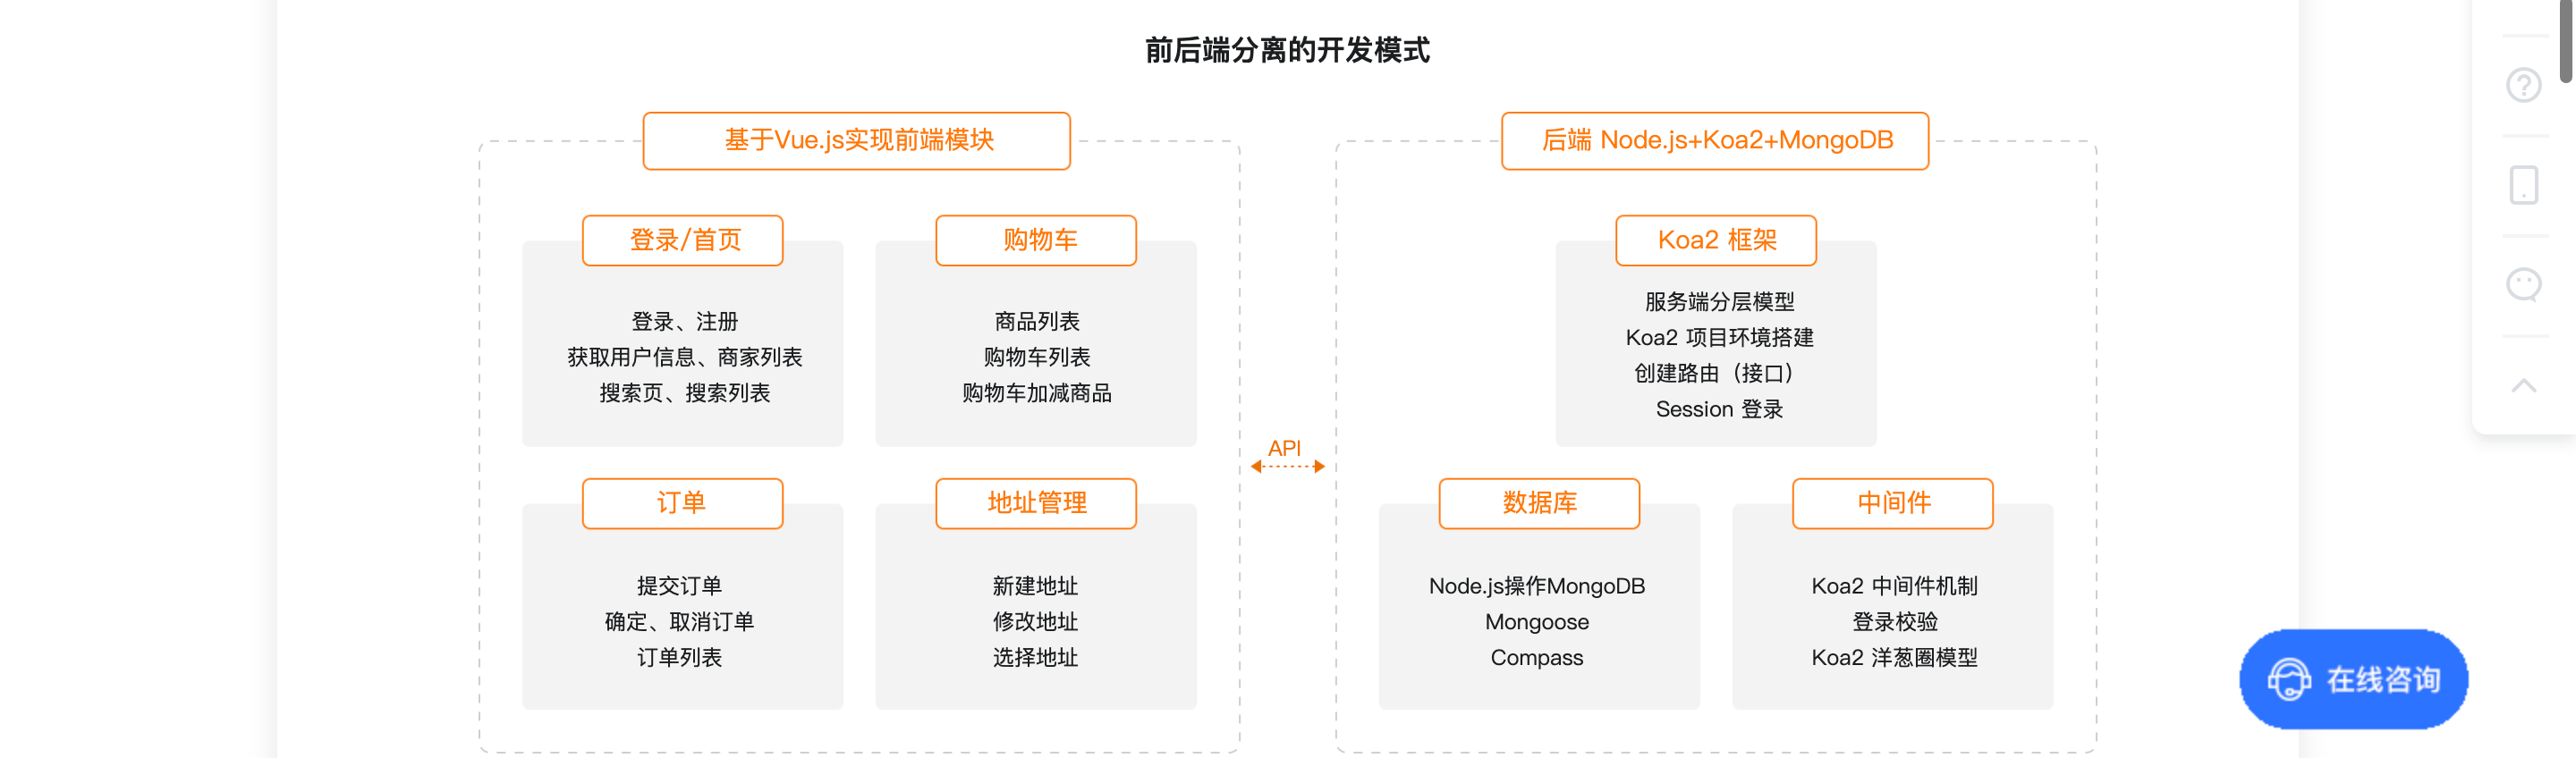 前后端分离的开发模式
基于Vue.js实现前端模块
登录/首页
登录、注册
获取用户信息、商家列表
搜索页、搜索列表
购物车
商品列表
购物车列表
购物车加减商品
订单
提交订单
确定、取消订单
订单列表
地址管理
新建地址
修改地址
选择地址
API
后端 Node.js+Koa2+MongoDB
Koa2 框架
服务端分层模型
Koa2 项目环境搭建
创建路由（接口）
Session 登录
数据库
Node.js操作MongoDB
Mongoose
Compass
中间件
Koa2 中间件机制
登录校验
Koa2 洋葱圈模型
在线咨询